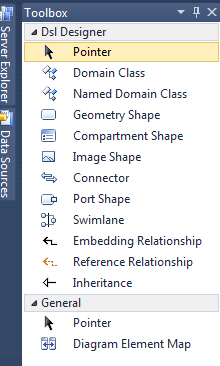 Server Explorer
Data Sources
Toolbox
Dsl Designer
Pointer
Domain Class
Named Domain Class
Geometry Shape
Compartment Shape
Image Shape
Connector
Port Shape
Swimlane
Embedding Relationship
Reference Relationship
Inheritance
General
Pointer
Diagram Element Map